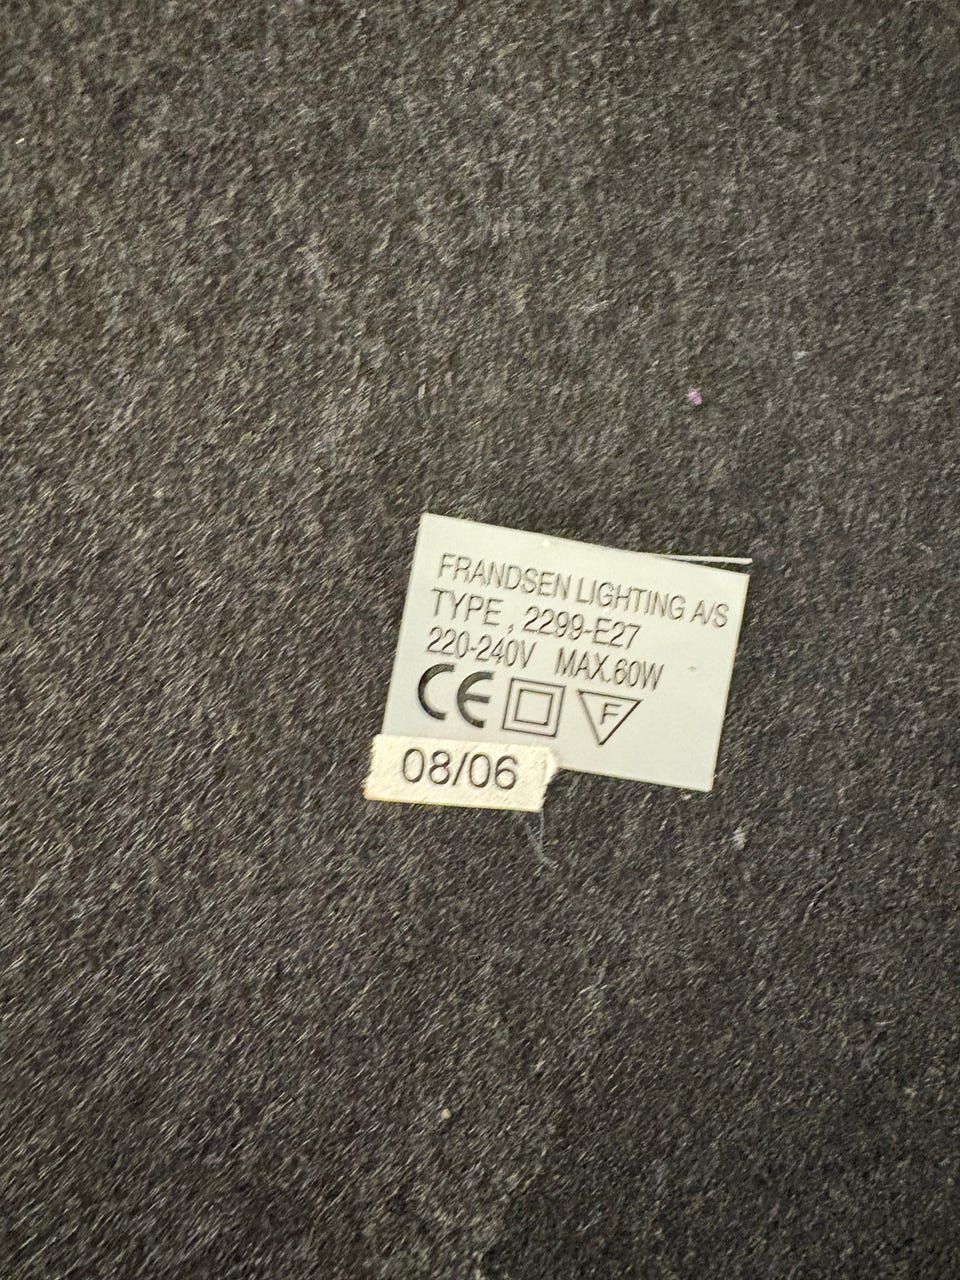 FRANDSEN LIGHTING A/S
TYPE , 2299-E27
220-240V MAX.60W
CE F
08/06